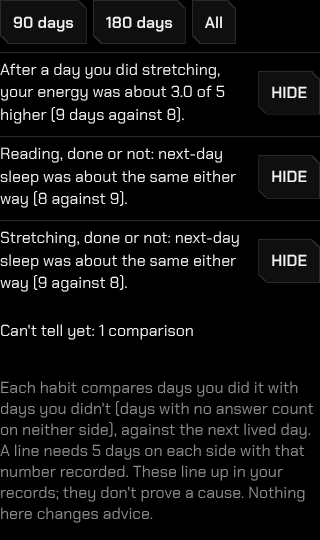 90 days 180 days All
After a day you did stretching,
your energy was about 3.0 of 5
higher (9 days against 8).
HIDE
Reading, done or not: next-day
sleep was about the same either
way (8 against 9).
HIDE
Stretching, done or not: next-day
sleep was about the same either
way (9 against 8).
HIDE
Can't tell yet: 1 comparison
Each habit compares days you did it with
days you didn't (days with no answer count
on neither side), against the next lived day.
A line needs 5 days on each side with that
number recorded. These line up in your
records; they don't prove a cause. Nothing
here changes advice.